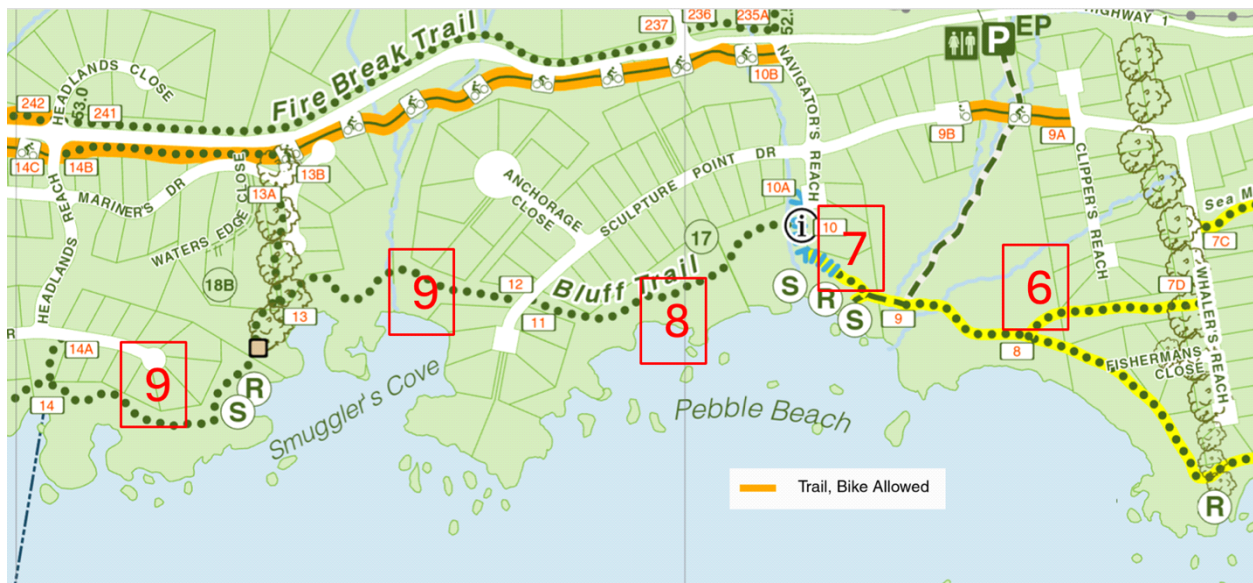 HIGHWAY 1
EP
P
237
236
235A
52.5
HEADLANDS CLOSE
53.0
242
241
Fire Break Trail
10B
NAVIGATOR'S REACH
9B
9A
14C
14B
13B
13A
MARINER'S DR
WATERS EDGE CLOSE
HEADLANDS REACH
ANCHORAGE CLOSE
SCULPTURE POINT DR
10A
i
10
7
CLIPPER'S REACH
Sea M
7C
17
18B
9
12
Bluff Trail
11
8
S
R
S
9
6
7D
WHALER'S REACH
8
FISHERMANS CLOSE
13
R
14A
9
14
R
S
Smuggler's Cove
Pebble Beach
Trail, Bike Allowed
R